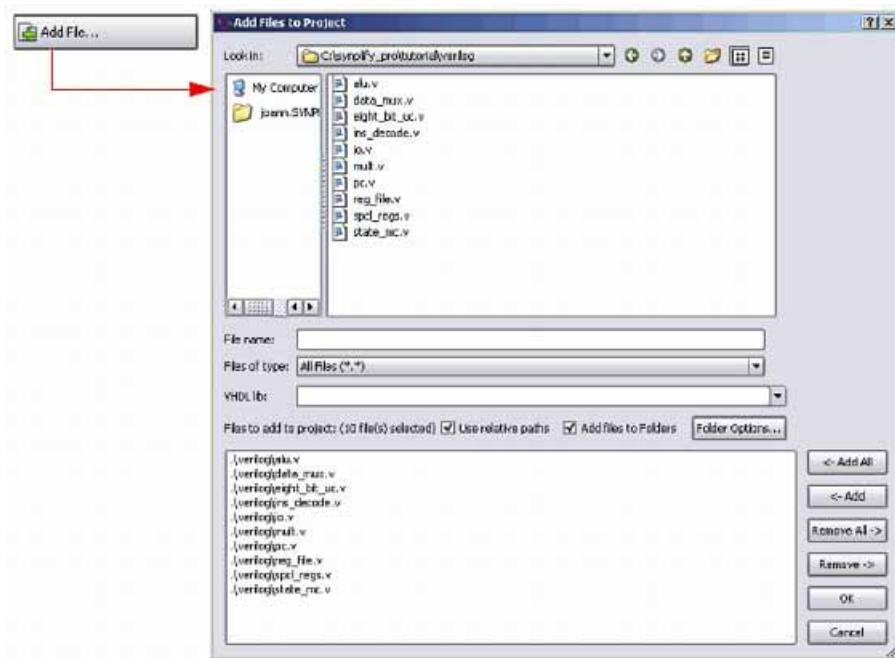 Add File...
Add Files to Project
Look in: C:\synplify_pro\tutorial\verilog
My Computer
alu.v
data_mux.v
eight_bit_uc.v
ins_decode.v
io.v
mult.v
pc.v
reg_file.v
spcl_regs.v
state_mc.v
File name:
Files of type: All Files (*.*)
VHDL lib:
Files to add to project: (10 file(s) selected) Use relative paths Add files to Folders Folder Options...
.\verilog\alu.v
.\verilog\data_mux.v
.\verilog\eight_bit_uc.v
.\verilog\ins_decode.v
.\verilog\io.v
.\verilog\mult.v
.\verilog\pc.v
.\verilog\reg_file.v
.\verilog\spcl_regs.v
.\verilog\state_mc.v
<- Add All
<- Add
Remove All ->
Remove ->
OK
Cancel